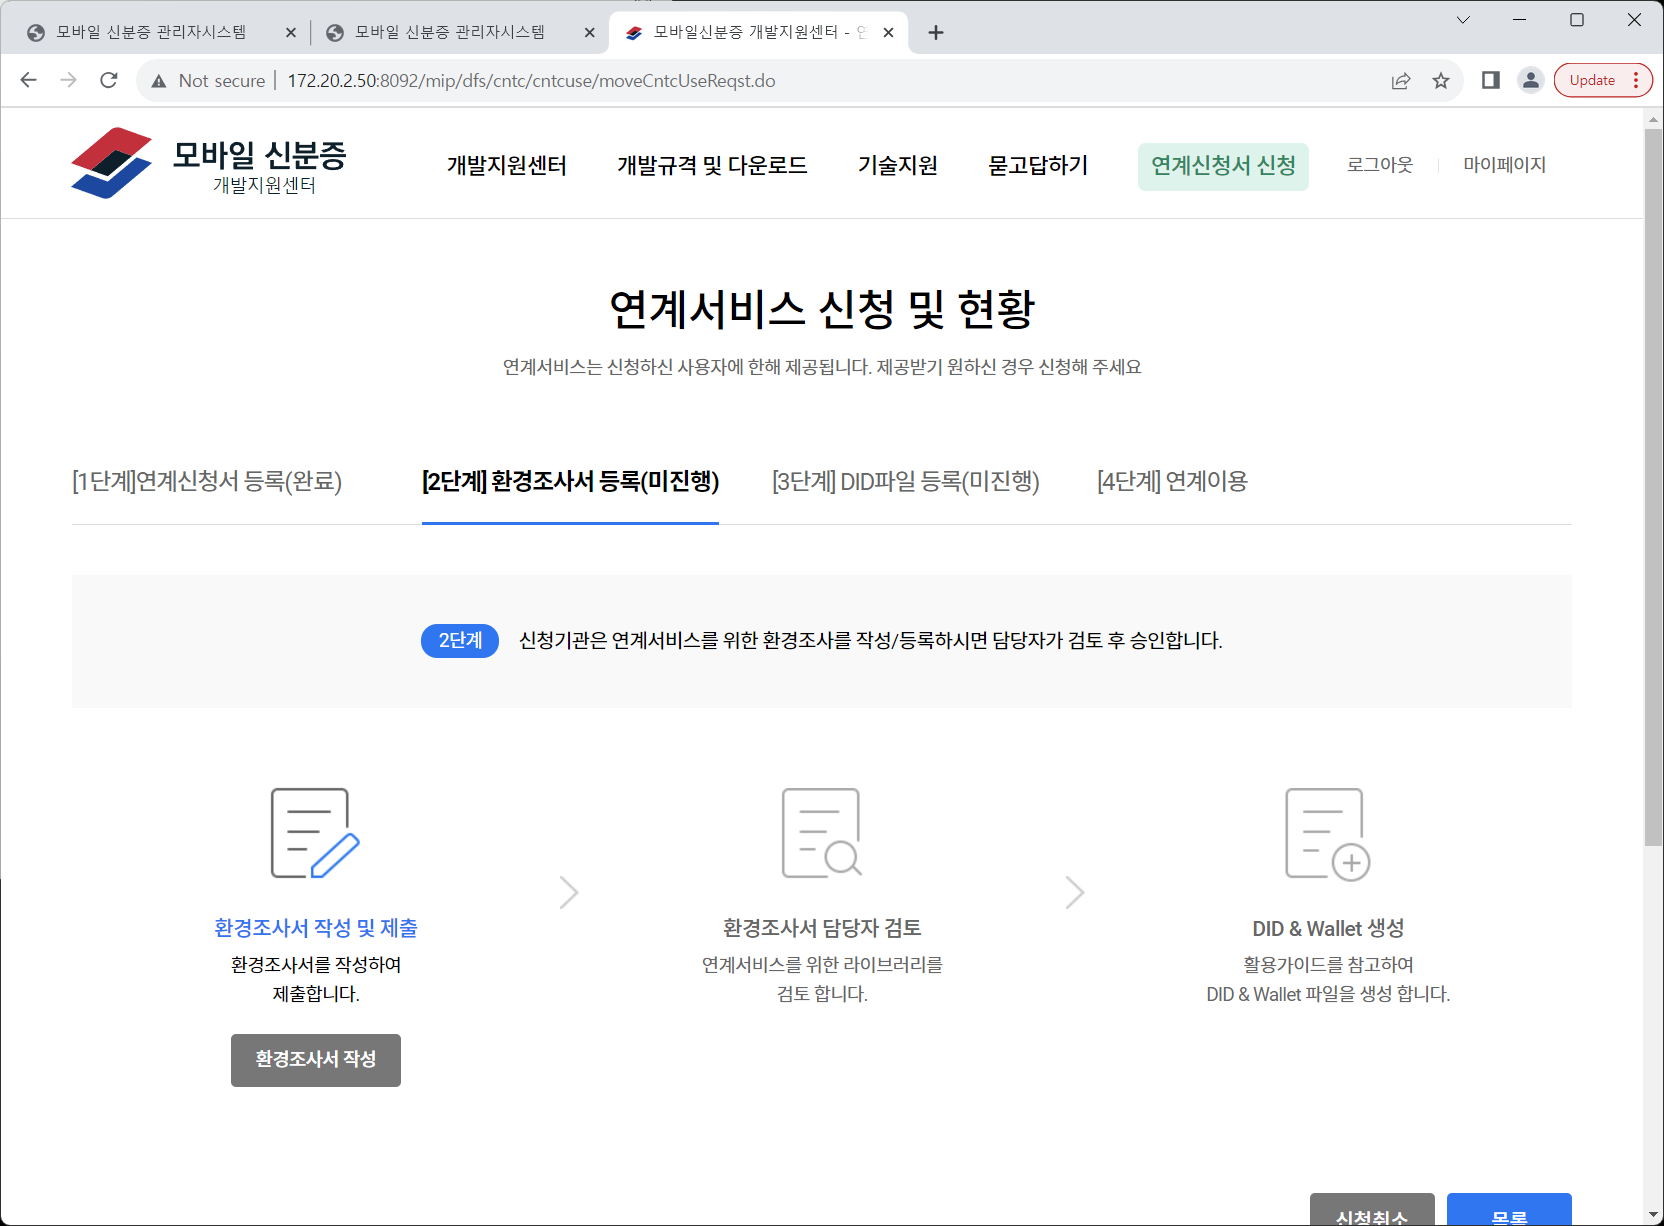 모바일 신분증 관리자시스템
모바일 신분증 관리자시스템
모바일신분증 개발지원센터 -
Not secure
172.20.2.50:8092/mip/dfs/cntc/cntcuse/moveCntcUseReqst.do
Update
모바일 신분증
개발지원센터
개발지원센터
개발규격 및 다운로드
기술지원
묻고답하기
연계신청서 신청
로그아웃
마이페이지
연계서비스 신청 및 현황
연계서비스는 신청하신 사용자에 한해 제공됩니다. 제공받기 원하신 경우 신청해 주세요
[1단계]연계신청서 등록(완료)
[2단계] 환경조사서 등록(미진행)
[3단계] DID파일 등록(미진행)
[4단계] 연계이용
2단계
신청기관은 연계서비스를 위한 환경조사를 작성/등록하시면 담당자가 검토 후 승인합니다.
환경조사서 작성 및 제출
환경조사서를 작성하여
제출합니다.
환경조사서 작성
환경조사서 담당자 검토
연계서비스를 위한 라이브러리를
검토 합니다.
DID & Wallet 생성
활용가이드를 참고하여
DID & Wallet 파일을 생성 합니다.
신청취소
목록